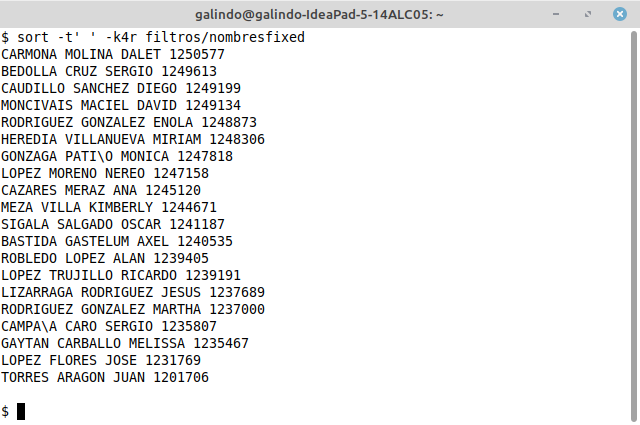 galindo@galindo-IdeaPad-5-14ALC05: ~
$ sort -t' ' -k4r filtros/nombresfixed
CARMONA MOLINA DALET 1250577
BEDOLLA CRUZ SERGIO 1249613
CAUDILLO SANCHEZ DIEGO 1249199
MONCIVAIS MACIEL DAVID 1249134
RODRIGUEZ GONZALEZ ENOLA 1248873
HEREDIA VILLANUEVA MIRIAM 1248306
GONZAGA PATI\O MONICA 1247818
LOPEZ MORENO NEREO 1247158
CAZARES MERAZ ANA 1245120
MEZA VILLA KIMBERLY 1244671
SIGALA SALGADO OSCAR 1241187
BASTIDA GASTELUM AXEL 1240535
ROBLEDO LOPEZ ALAN 1239405
LOPEZ TRUJILLO RICARDO 1239191
LIZARRAGA RODRIGUEZ JESUS 1237689
RODRIGUEZ GONZALEZ MARTHA 1237000
CAMPA\A CARO SERGIO 1235807
GAYTAN CARBALLO MELISSA 1235467
LOPEZ FLORES JOSE 1231769
TORRES ARAGON JUAN 1201706
$